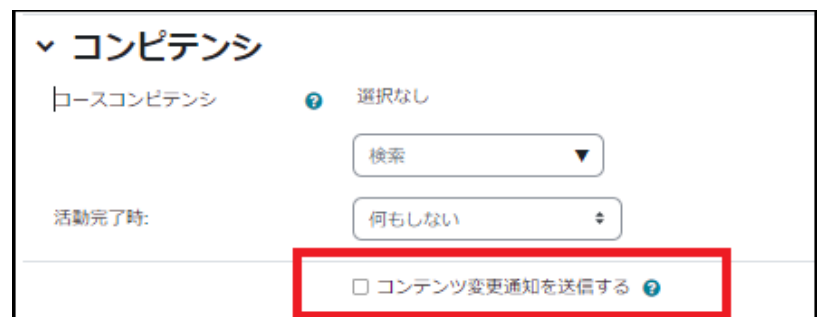 コンピテンシ
コースコンピテンシ 選択なし
検索
活動完了時: 何もしない
コンテンツ変更通知を送信する